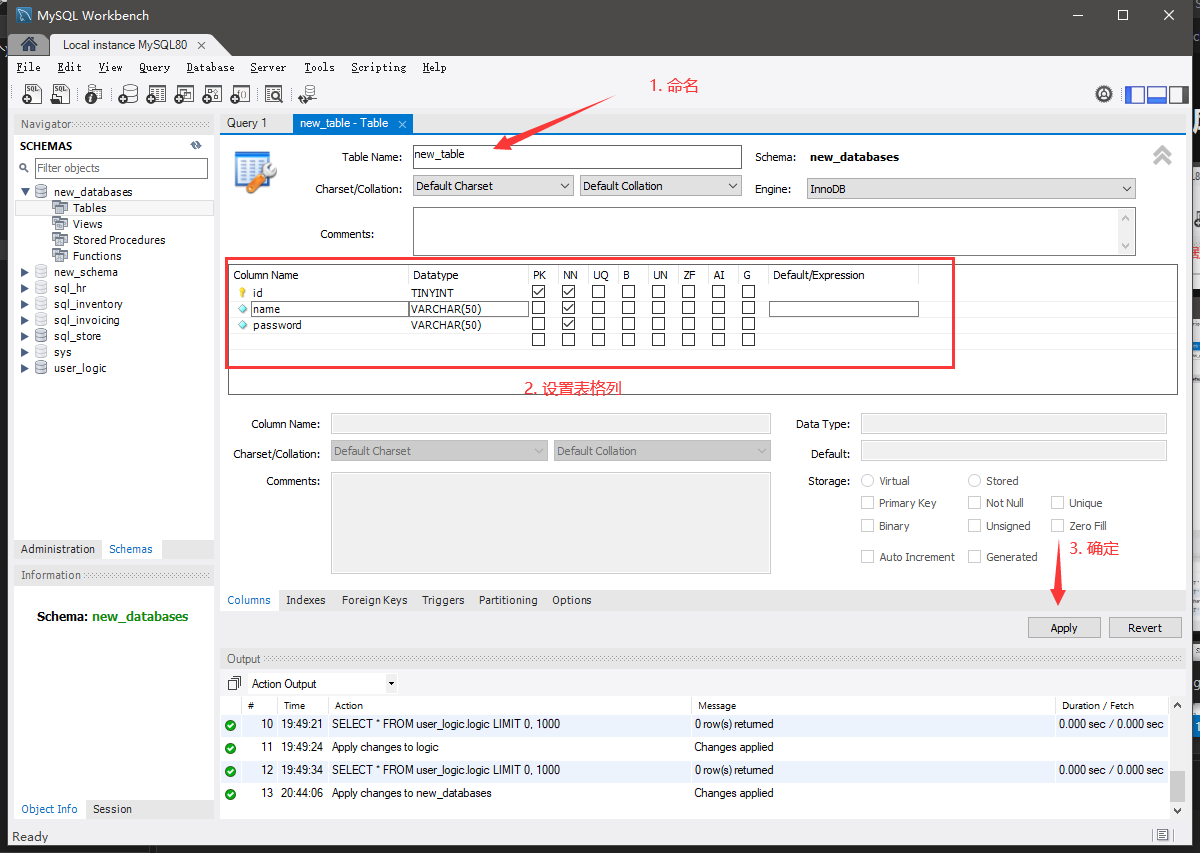 MySQL Workbench
Local instance MySQL80
File Edit View Query Database Server Tools Scripting Help
1. 命名
Navigator
SCHEMAS
Filter objects
new_databases
Tables
Views
Stored Procedures
Functions
new_schema
sql_hr
sql_inventory
sql_invoicing
sql_store
sys
user_logic
Administration Schemas
Information
Schema: new_databases
Object Info Session
Query 1 new_table - Table
Table Name: new_table Schema: new_databases
Charset/Collation: Default Charset Default Collation Engine: InnoDB
Comments:
Column Name Datatype PK NN UQ B UN ZF AI G Default/Expression
id TINYINT
name VARCHAR(50)
password VARCHAR(50)
2. 设置表格列
Column Name: Data Type:
Charset/Collation: Default Charset Default Collation Default:
Comments: Storage: Virtual Stored
Primary Key Not Null Unique
Binary Unsigned Zero Fill
Auto Increment Generated
3. 确定
Columns Indexes Foreign Keys Triggers Partitioning Options
Apply Revert
Output
Action Output
# Time Action Message Duration / Fetch
10 19:49:21 SELECT * FROM user_logic.logic LIMIT 0, 1000 0 row(s) returned 0.000 sec / 0.000 sec
11 19:49:24 Apply changes to logic Changes applied
12 19:49:34 SELECT * FROM user_logic.logic LIMIT 0, 1000 0 row(s) returned 0.000 sec / 0.000 sec
13 20:44:06 Apply changes to new_databases Changes applied
Ready